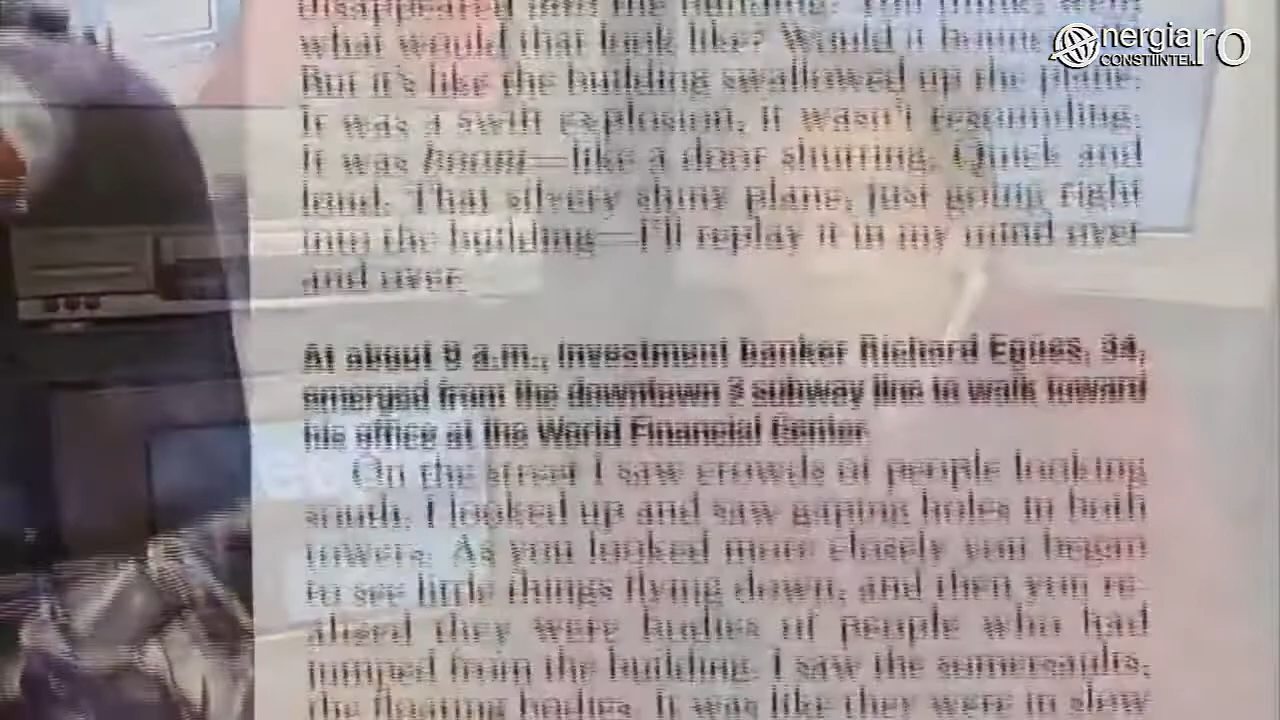 disappeared into the building. You think, well
what would that look like? Would it
But it's like the building swallowed up the plane.
It was a swift explosion, it wasn't resounding.
It was boom—like a door shutting. Quick and
loud. That silvery shiny plane, just going right
into the building—I'll replay it in my mind over
and over.
At about 9 a.m., investment banker Richard Egües, 34,
emerged from the downtown 3 subway line to walk toward
his office at the World Financial Center.
On the street I saw crowds of people looking
south. I looked up and saw gaping holes in both
towers. As you looked more closely you began
to see little things flying down, and then you re-
alised they were bodies of people who had
jumped from the building. I saw the somersaults,
the floating bodies. It was like they were in slow
nergia ro
CONSTIINTEI.